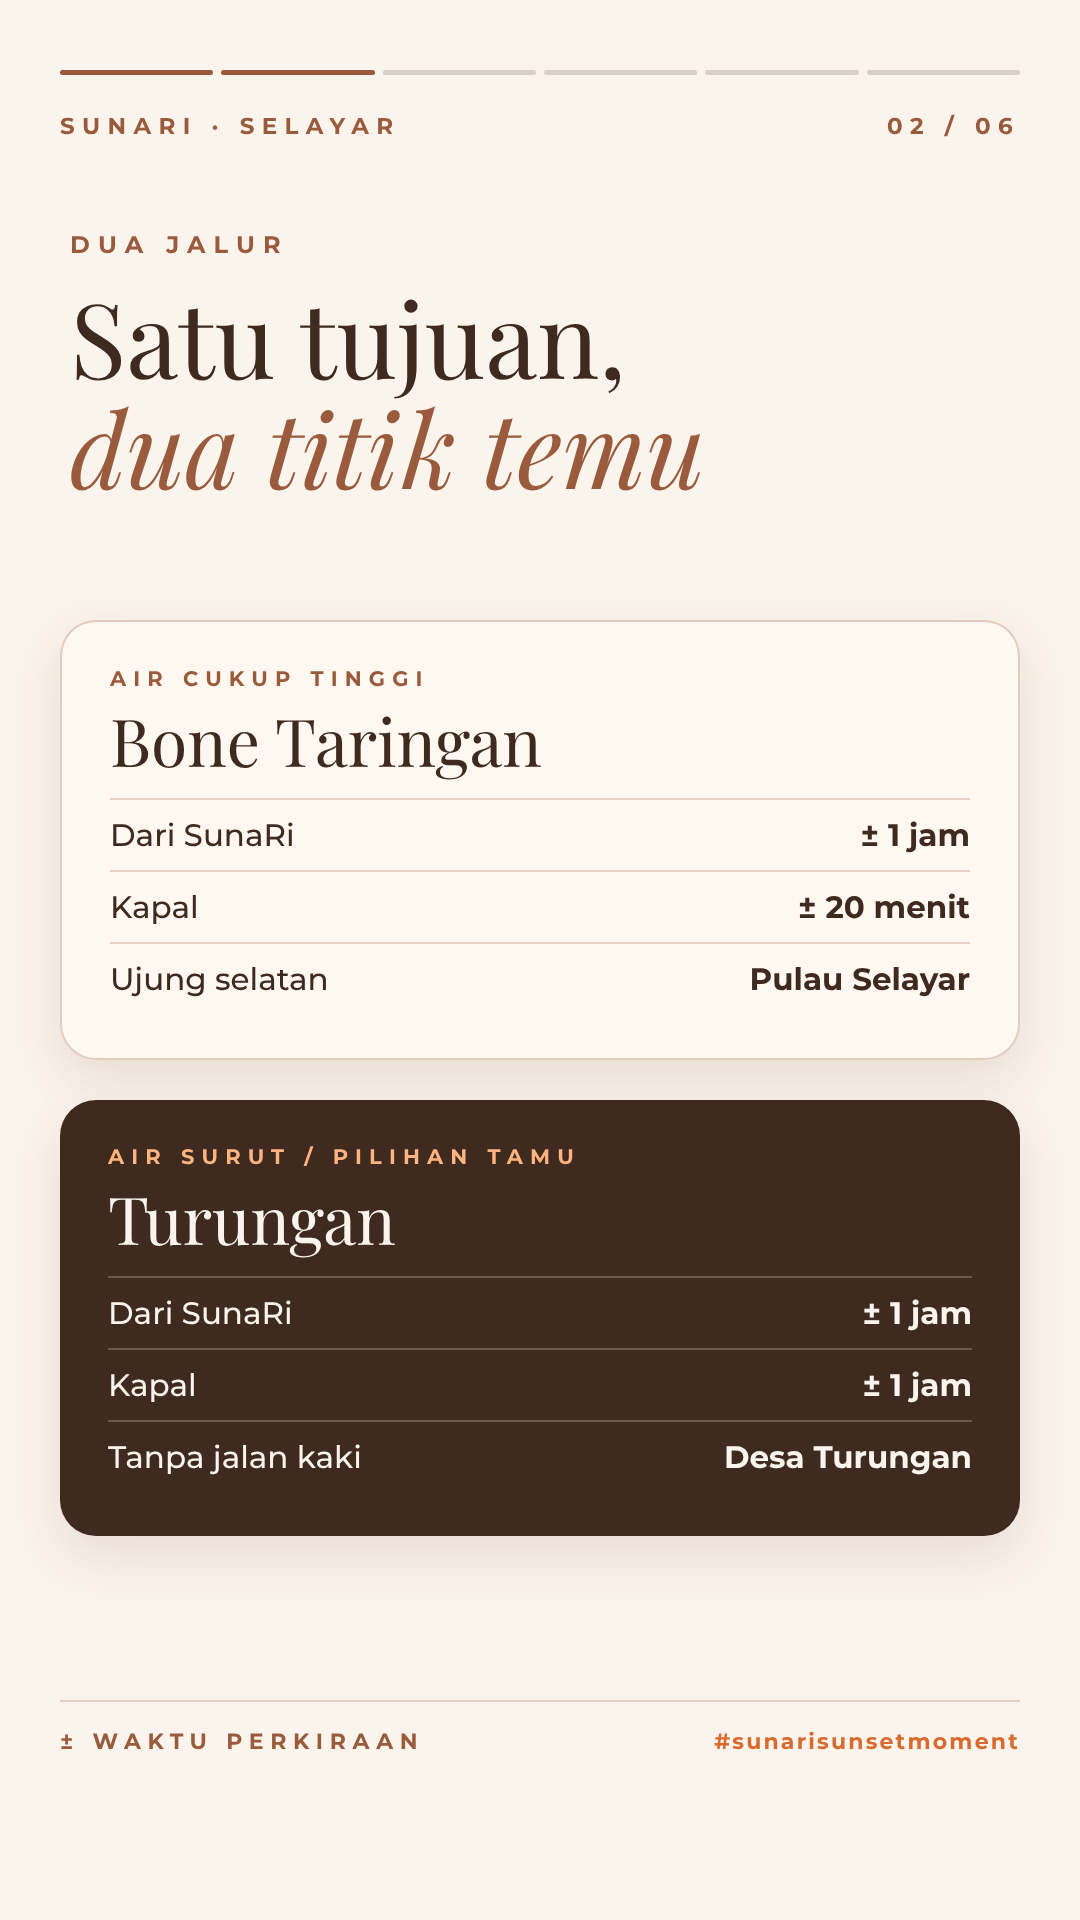 SUNARI · SELAYAR 02 / 06
DUA JALUR
Satu tujuan,
dua titik temu
AIR CUKUP TINGGI
Bone Taringan
Dari SunaRi ± 1 jam
Kapal ± 20 menit
Ujung selatan Pulau Selayar
AIR SURUT / PILIHAN TAMU
Turungan
Dari SunaRi ± 1 jam
Kapal ± 1 jam
Tanpa jalan kaki Desa Turungan
± WAKTU PERKIRAAN #sunarisunsetmoment